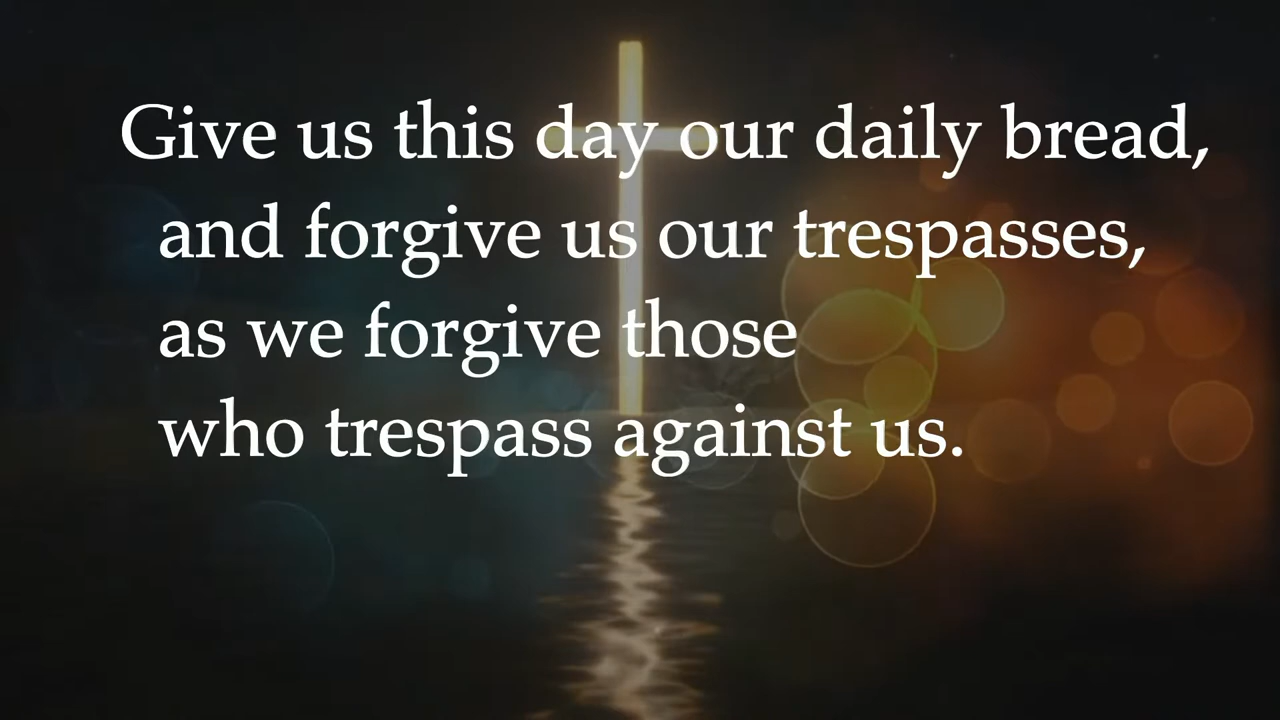 Give us this day our daily bread,
and forgive us our trespasses,
as we forgive those
who trespass against us.